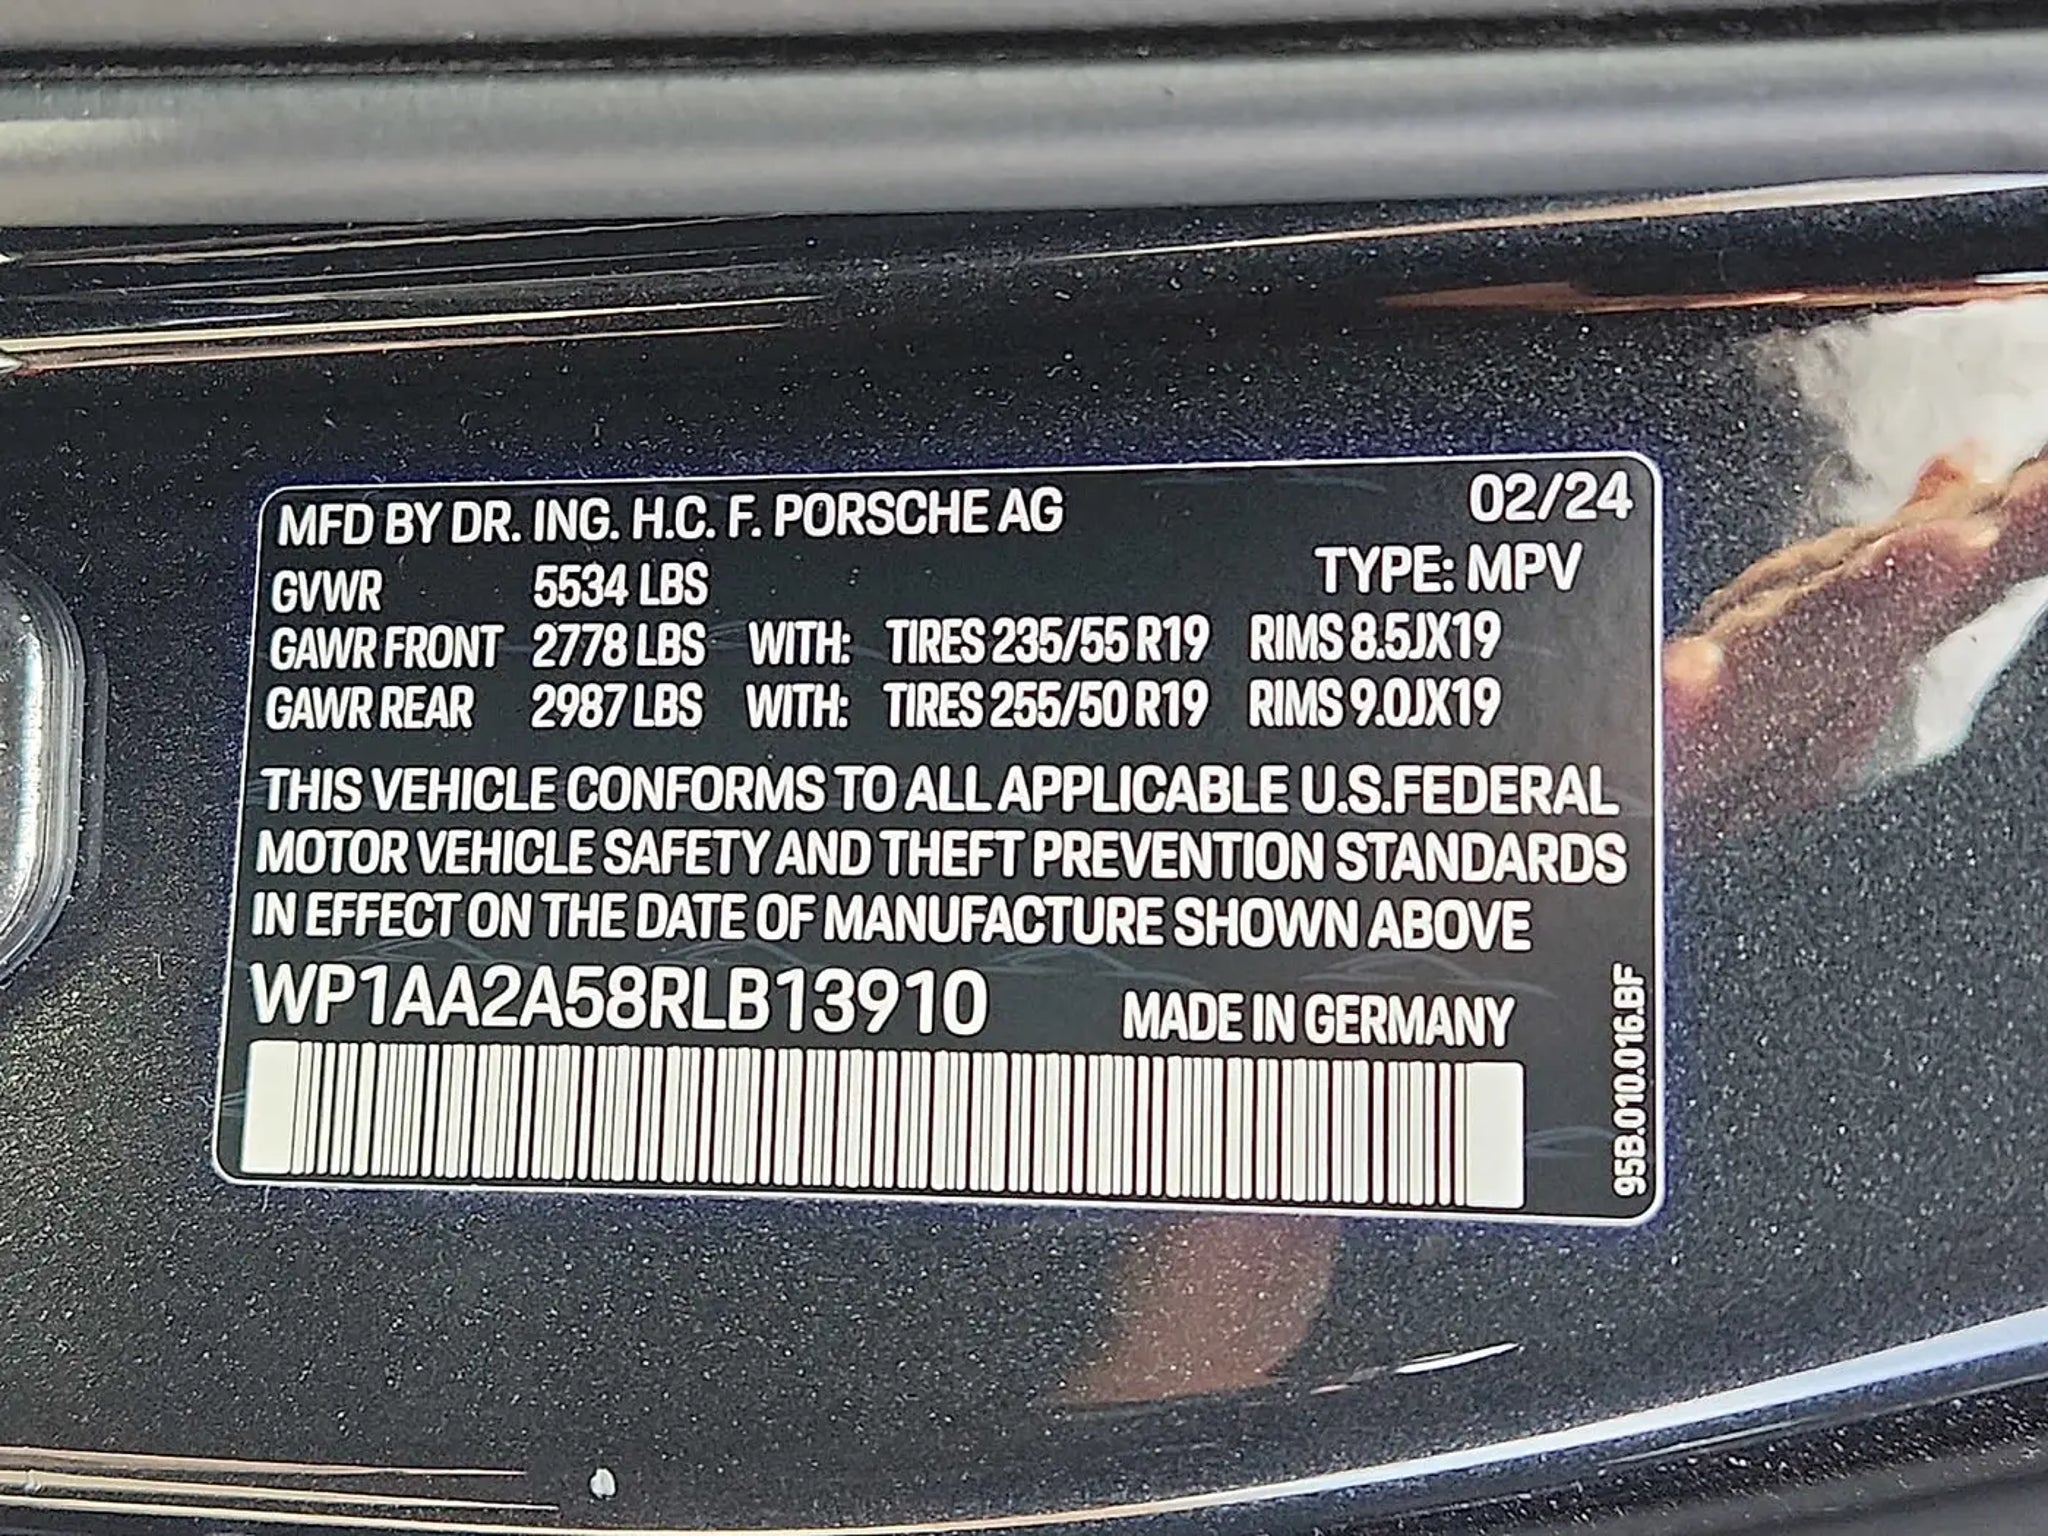 MFD BY DR. ING. H.C. F. PORSCHE AG 02/24
GVWR 5534 LBS TYPE: MPV
GAWR FRONT 2778 LBS WITH: TIRES 235/55 R19 RIMS 8.5JX19
GAWR REAR 2987 LBS WITH: TIRES 255/50 R19 RIMS 9.0JX19
THIS VEHICLE CONFORMS TO ALL APPLICABLE U.S.FEDERAL
MOTOR VEHICLE SAFETY AND THEFT PREVENTION STANDARDS
IN EFFECT ON THE DATE OF MANUFACTURE SHOWN ABOVE
WP1AA2A58RLB13910 MADE IN GERMANY
95B.010.016.BF